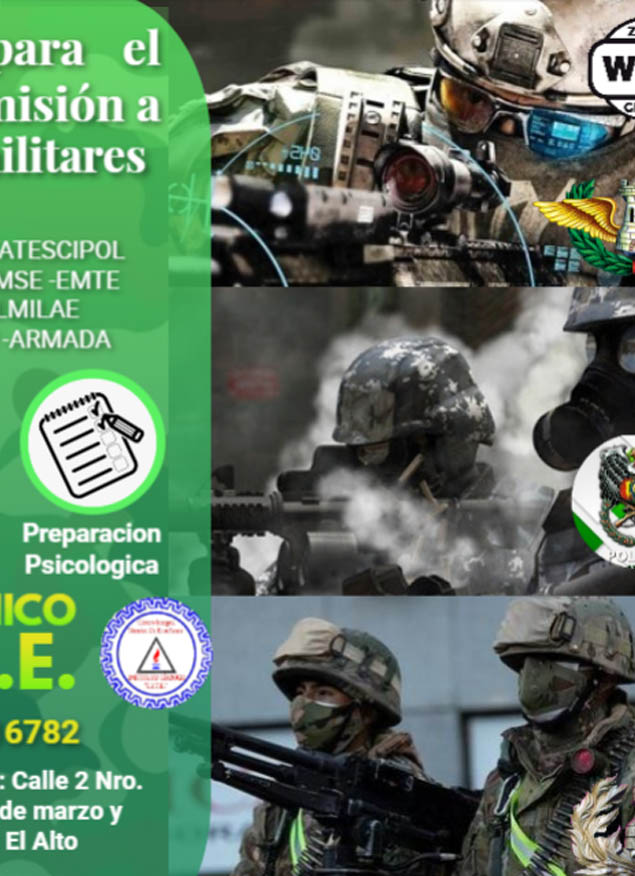 para el
misión a
ilitares
ATESCIPOL
MSE -EMTE
LMILAE
-ARMADA
Preparacion
Psicologica
ICO
.E.
6782
: Calle 2 Nro.
de marzo y
El Alto